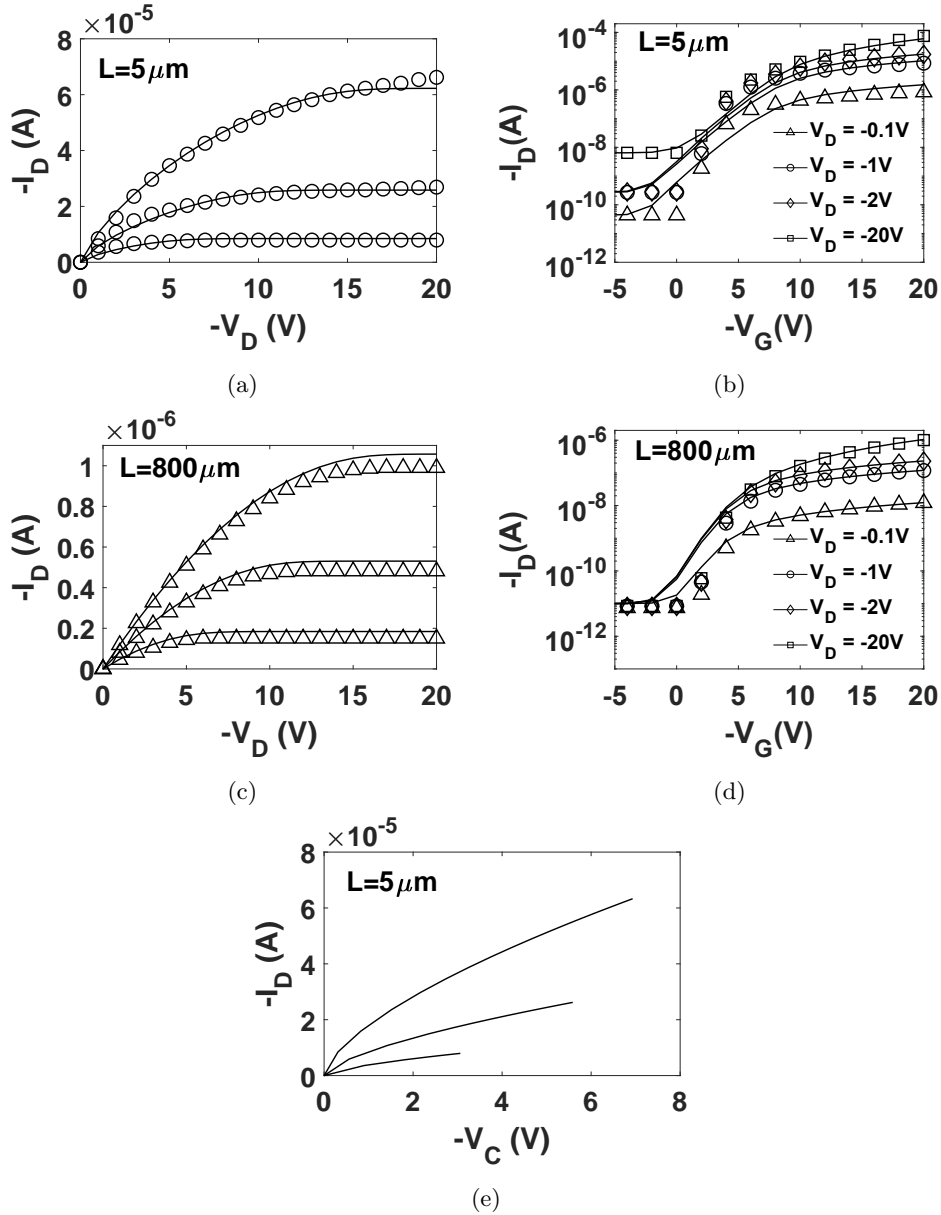 × 10⁻⁵
8
6
4
2
0
L=5μm
-I_D (A)
0 5 10 15 20
-V_D (V)
(a)
10⁻⁴
10⁻⁶
10⁻⁸
10⁻¹⁰
10⁻¹²
L=5μm
-I_D(A)
V_D = -0.1V
V_D = -1V
V_D = -2V
V_D = -20V
-5 0 5 10 15 20
-V_G(V)
(b)
× 10⁻⁶
1
0.8
0.6
0.4
0.2
0
L=800μm
-I_D (A)
0 5 10 15 20
-V_D (V)
(c)
10⁻⁶
10⁻⁸
10⁻¹⁰
10⁻¹²
L=800μm
-I_D(A)
V_D = -0.1V
V_D = -1V
V_D = -2V
V_D = -20V
-5 0 5 10 15 20
-V_G(V)
(d)
×10⁻⁵
8
6
4
2
0
L=5μm
-I_D (A)
0 2 4 6 8
-V_C (V)
(e)